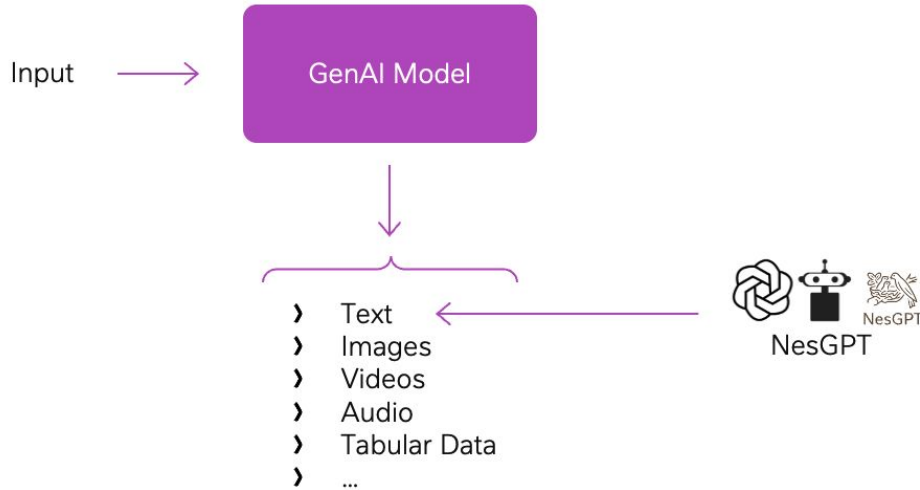 Input
GenAI Model
Text
Images
Videos
Audio
Tabular Data
...
NesGPT
NesGPT